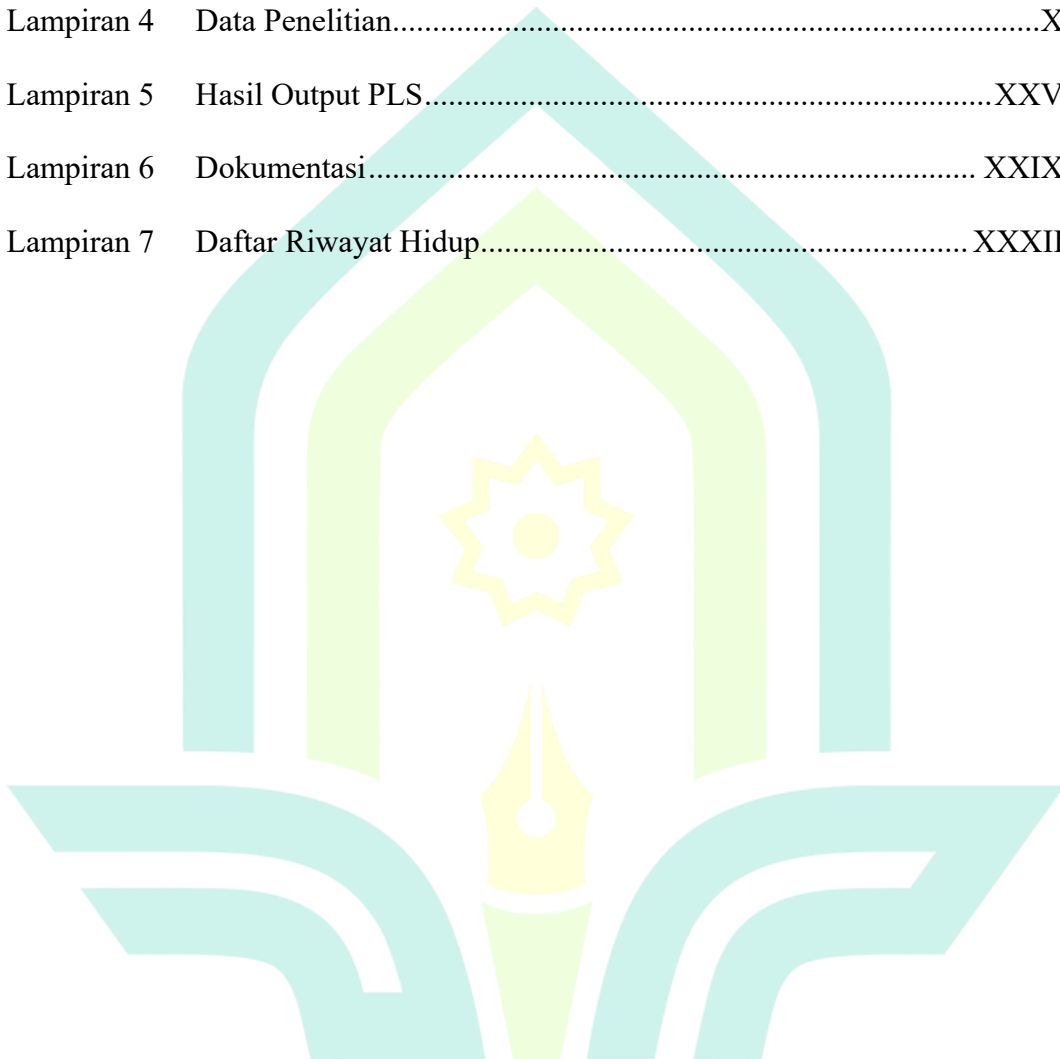 Lampiran 4 Data Penelitian.................................................................................X
Lampiran 5 Hasil Output PLS.......................................................................XXV
Lampiran 6 Dokumentasi............................................................................ XXIX
Lampiran 7 Daftar Riwayat Hidup............................................................. XXXII